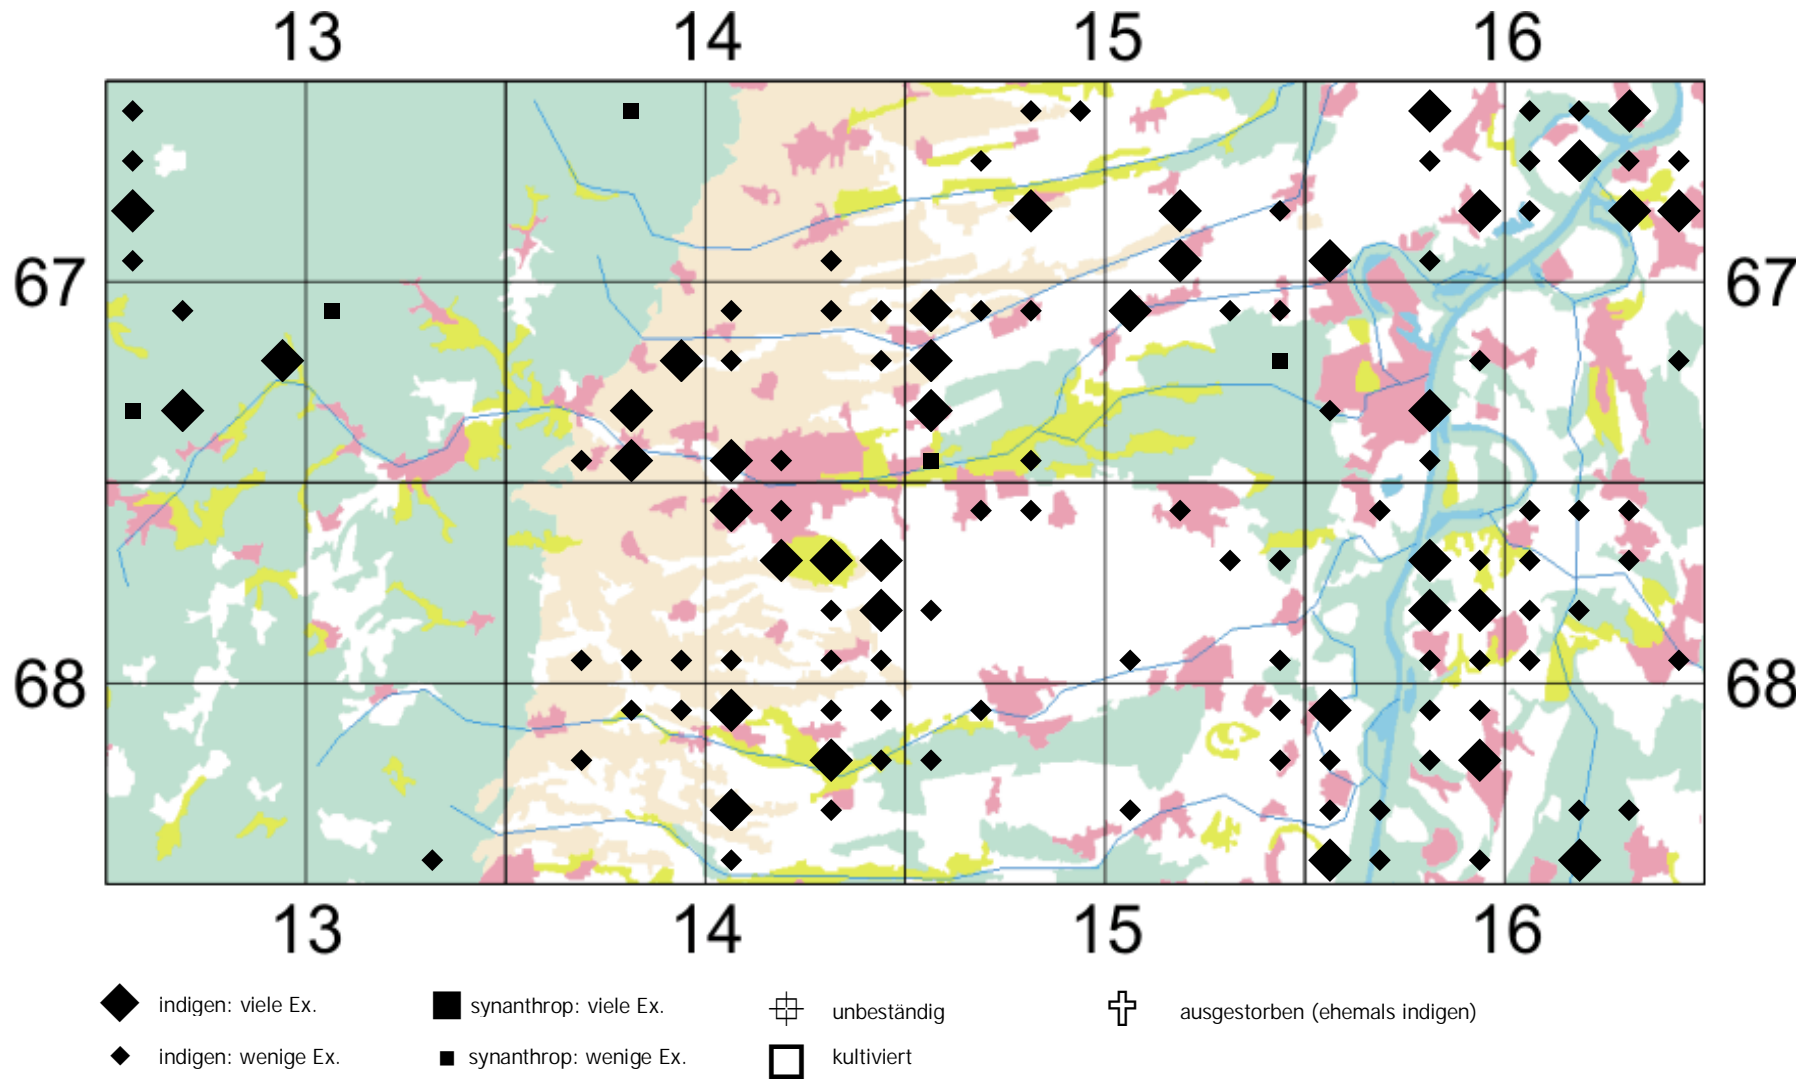 13 14 15 16
67 67
68 68
13 14 15 16
indigen: viele Ex. synanthrop: viele Ex. unbeständig ausgestorben (ehemals indigen)
indigen: wenige Ex. synanthrop: wenige Ex. kultiviert